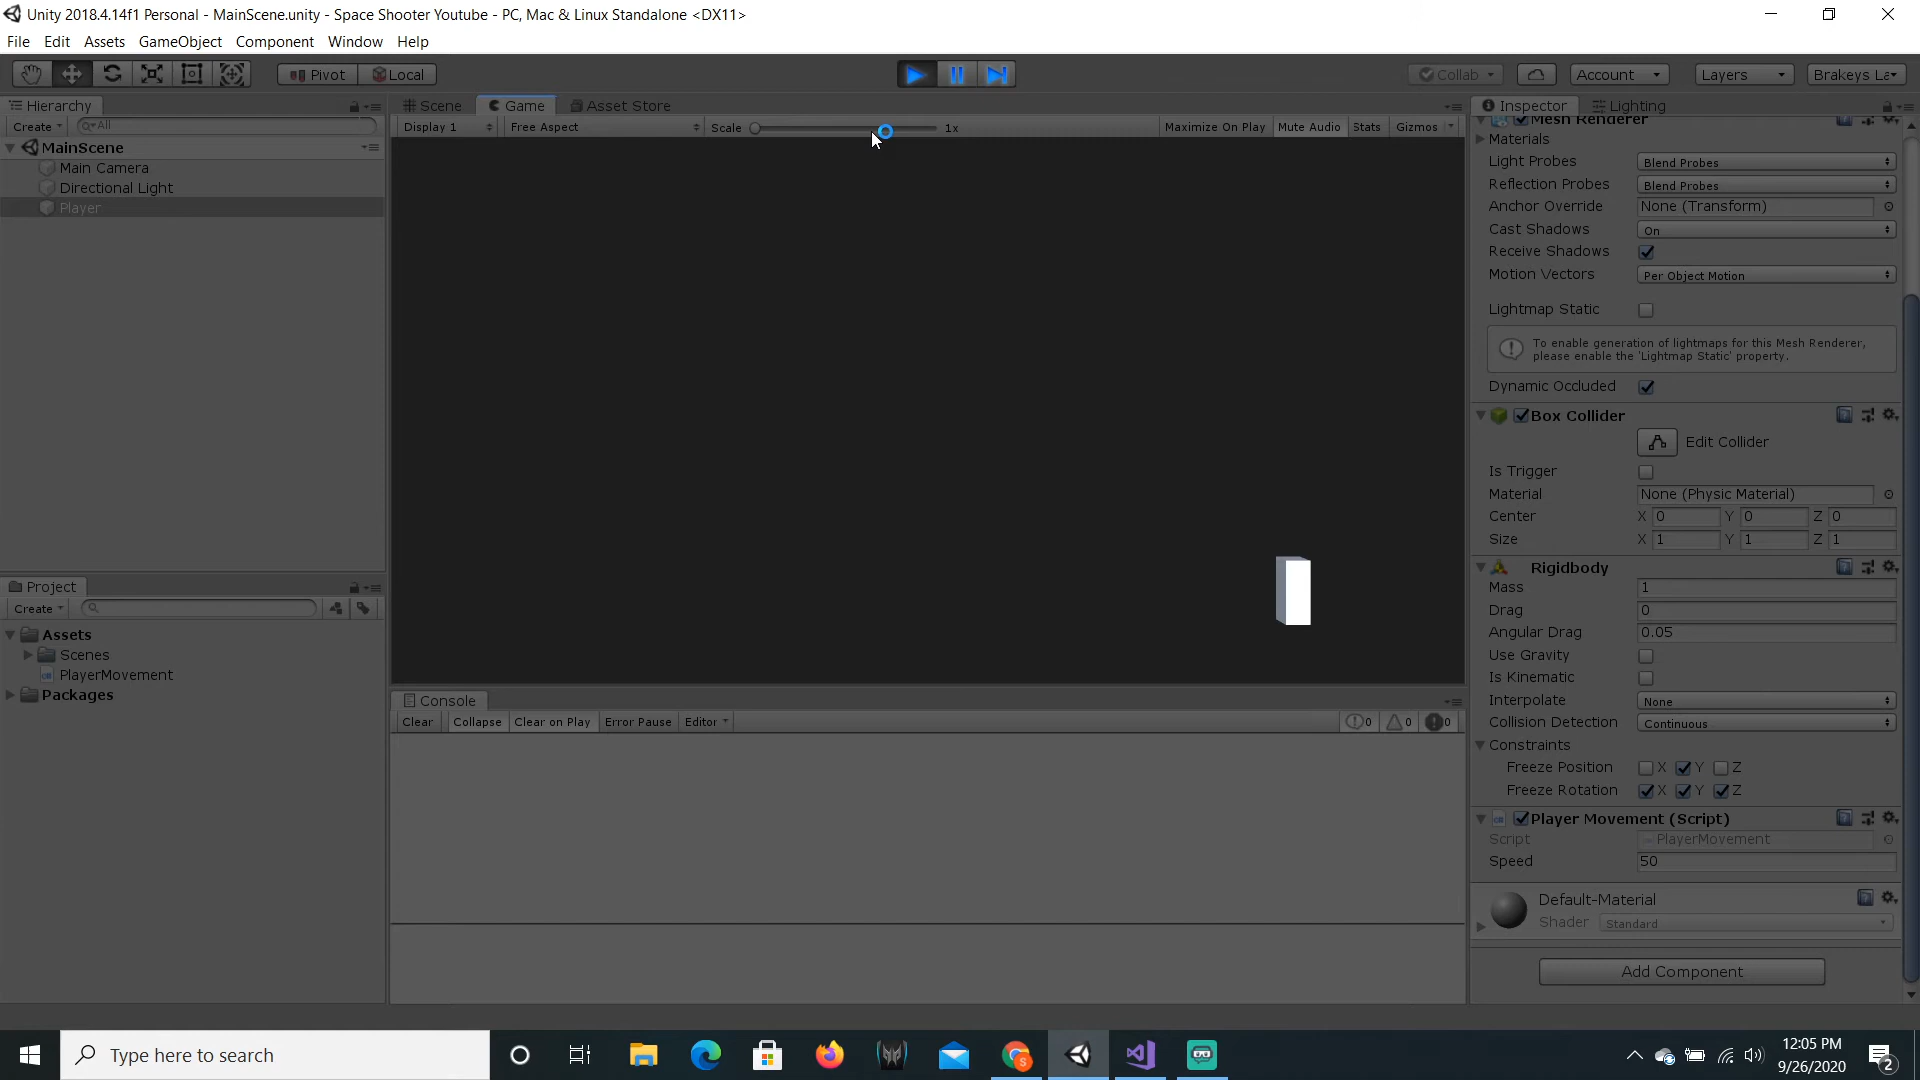 Unity 2018.4.14f1 Personal - MainScene.unity - Space Shooter Youtube - PC, Mac & Linux Standalone <DX11>
File Edit Assets GameObject Component Window Help
Pivot Local Collab Account Layers Brakeys La
Hierarchy
Create All
MainScene
Main Camera
Directional Light
Player
Scene Game Asset Store
Display 1 Free Aspect Scale 1x Maximize On Play Mute Audio Stats Gizmos
Inspector Lighting
Mesh Renderer
Materials
Light Probes Blend Probes
Reflection Probes Blend Probes
Anchor Override None (Transform)
Cast Shadows On
Receive Shadows
Motion Vectors Per Object Motion
Lightmap Static
To enable generation of lightmaps for this Mesh Renderer,
please enable the 'Lightmap Static' property.
Dynamic Occluded
Box Collider
Edit Collider
Is Trigger
Material None (Physic Material)
Center X 0 Y 0 Z 0
Size X 1 Y 1 Z 1
Rigidbody
Mass 1
Drag 0
Angular Drag 0.05
Use Gravity
Is Kinematic
Interpolate None
Collision Detection Continuous
Constraints
Freeze Position X Y Z
Freeze Rotation X Y Z
Player Movement (Script)
Script PlayerMovement
Speed 50
Default-Material
Shader Standard
Add Component
Project
Create
Assets
Scenes
PlayerMovement
Packages
Console
Clear Collapse Clear on Play Error Pause Editor 0 0 0
Type here to search
12:05 PM
9/26/2020
2